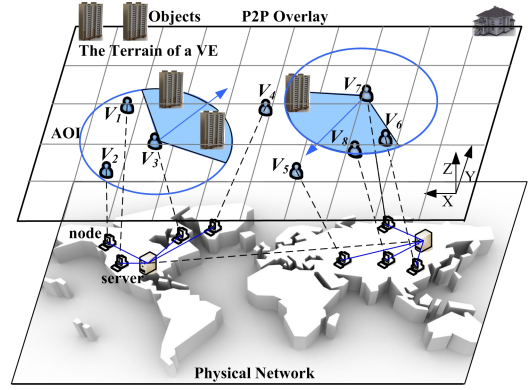 Objects
P2P Overlay
The Terrain of a VE
V7
V4
V1
V6
AOI
V3
V8
V2
V5
Z
Y
X
node
server
Physical Network